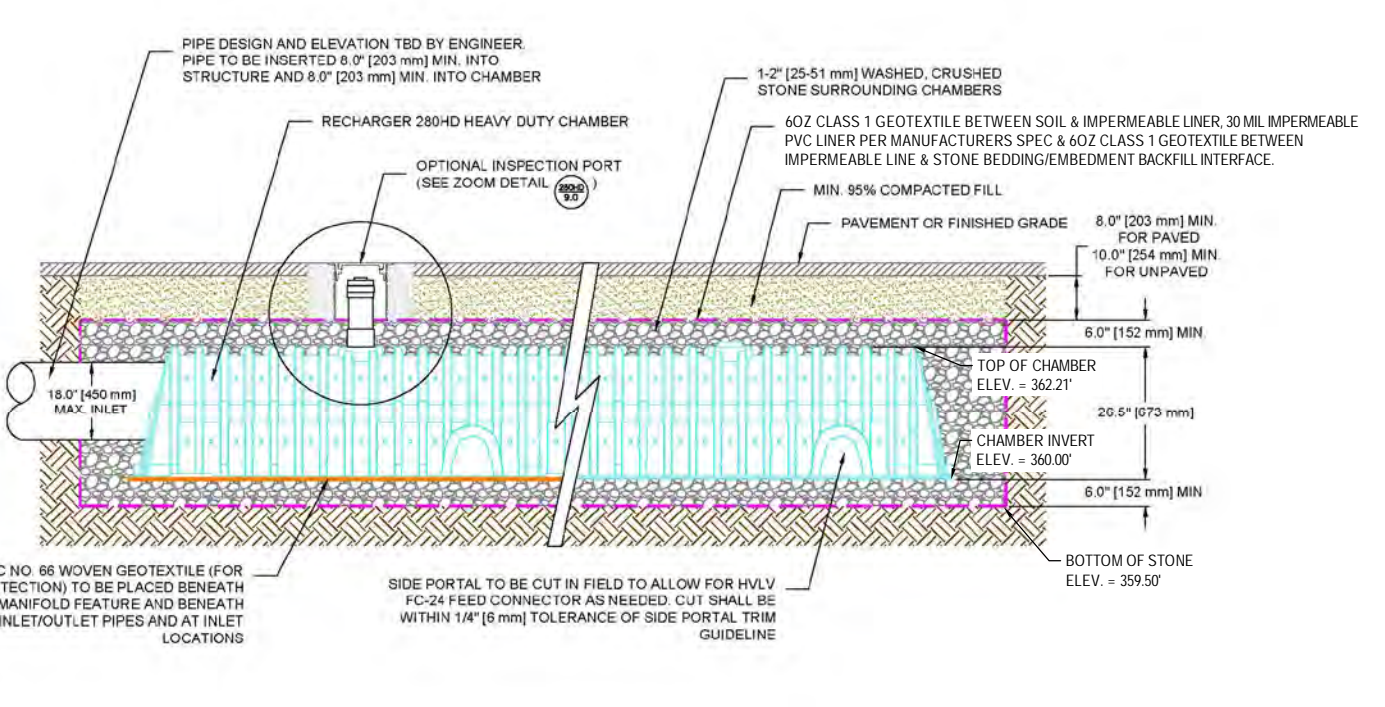 PIPE DESIGN AND ELEVATION TBD BY ENGINEER.
PIPE TO BE INSERTED 8.0" [203 mm] MIN. INTO
STRUCTURE AND 8.0" [203 mm] MIN. INTO CHAMBER
RECHARGER 280HD HEAVY DUTY CHAMBER
OPTIONAL INSPECTION PORT
(SEE ZOOM DETAIL 280HD 9.0 )
1-2" [25-51 mm] WASHED, CRUSHED
STONE SURROUNDING CHAMBERS
6OZ CLASS 1 GEOTEXTILE BETWEEN SOIL & IMPERMEABLE LINER, 30 MIL IMPERMEABLE
PVC LINER PER MANUFACTURERS SPEC & 6OZ CLASS 1 GEOTEXTILE BETWEEN
IMPERMEABLE LINE & STONE BEDDING/EMBEDMENT BACKFILL INTERFACE.
MIN. 95% COMPACTED FILL
PAVEMENT OR FINISHED GRADE
8.0" [203 mm] MIN.
FOR PAVED
10.0" [254 mm] MIN.
FOR UNPAVED
6.0" [152 mm] MIN.
18.0" [450 mm]
MAX. INLET
TOP OF CHAMBER
ELEV. = 362.21'
26.5" [673 mm]
CHAMBER INVERT
ELEV. = 360.00'
6.0" [152 mm] MIN
BOTTOM OF STONE
ELEV. = 359.50'
C NO. 66 WOVEN GEOTEXTILE (FOR
TECTION) TO BE PLACED BENEATH
MANIFOLD FEATURE AND BENEATH
INLET/OUTLET PIPES AND AT INLET
LOCATIONS
SIDE PORTAL TO BE CUT IN FIELD TO ALLOW FOR HVLV
FC-24 FEED CONNECTOR AS NEEDED. CUT SHALL BE
WITHIN 1/4" [6 mm] TOLERANCE OF SIDE PORTAL TRIM
GUIDELINE